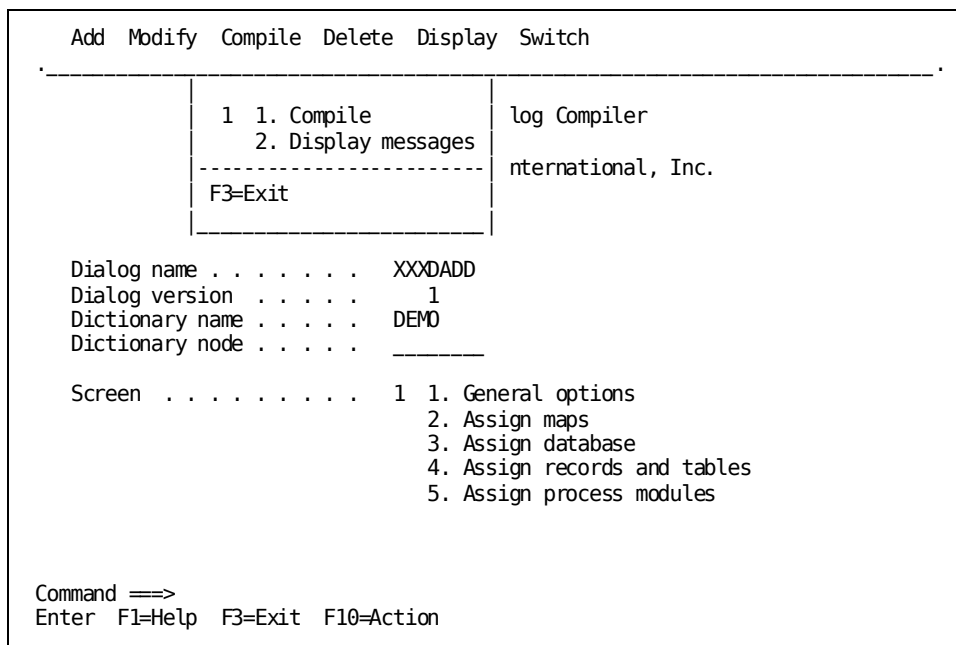 Add Modify Compile Delete Display Switch
1 1. Compile log Compiler
2. Display messages
nternational, Inc.
F3=Exit
Dialog name . . . . . . . XXXDADD
Dialog version . . . . . 1
Dictionary name . . . . . DEMO
Dictionary node . . . . . ________
Screen . . . . . . . . . 1 1. General options
2. Assign maps
3. Assign database
4. Assign records and tables
5. Assign process modules
Command ===>
Enter F1=Help F3=Exit F10=Action